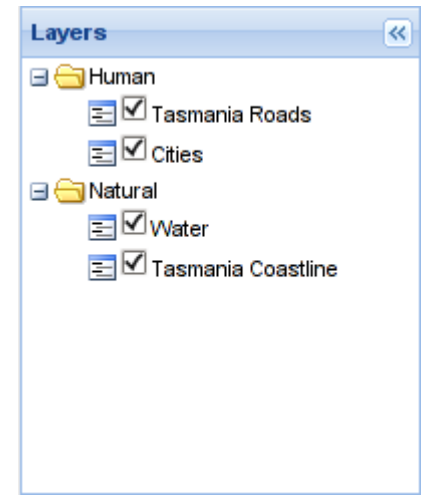 Layers
Human
Tasmania Roads
Cities
Natural
Water
Tasmania Coastline